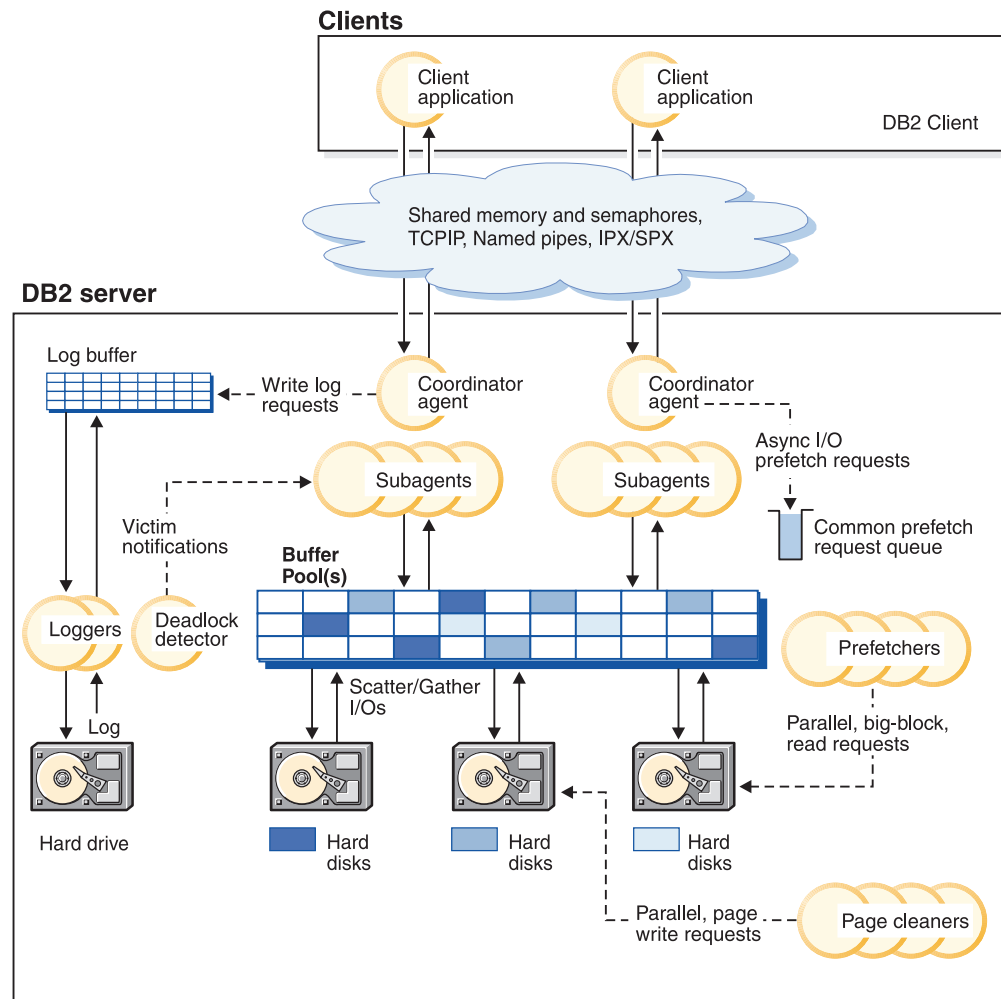 Clients
Client
application
Client
application
DB2 Client
Shared memory and semaphores,
TCPIP, Named pipes, IPX/SPX
DB2 server
Log buffer
Write log
requests
Coordinator
agent
Coordinator
agent
Async I/O
prefetch requests
Subagents
Subagents
Victim
notifications
Common prefetch
request queue
Buffer
Pool(s)
Loggers
Deadlock
detector
Prefetchers
Scatter/Gather
I/Os
Log
Parallel, big-block,
read requests
Hard drive
Hard
disks
Hard
disks
Hard
disks
Parallel, page
write requests
Page cleaners